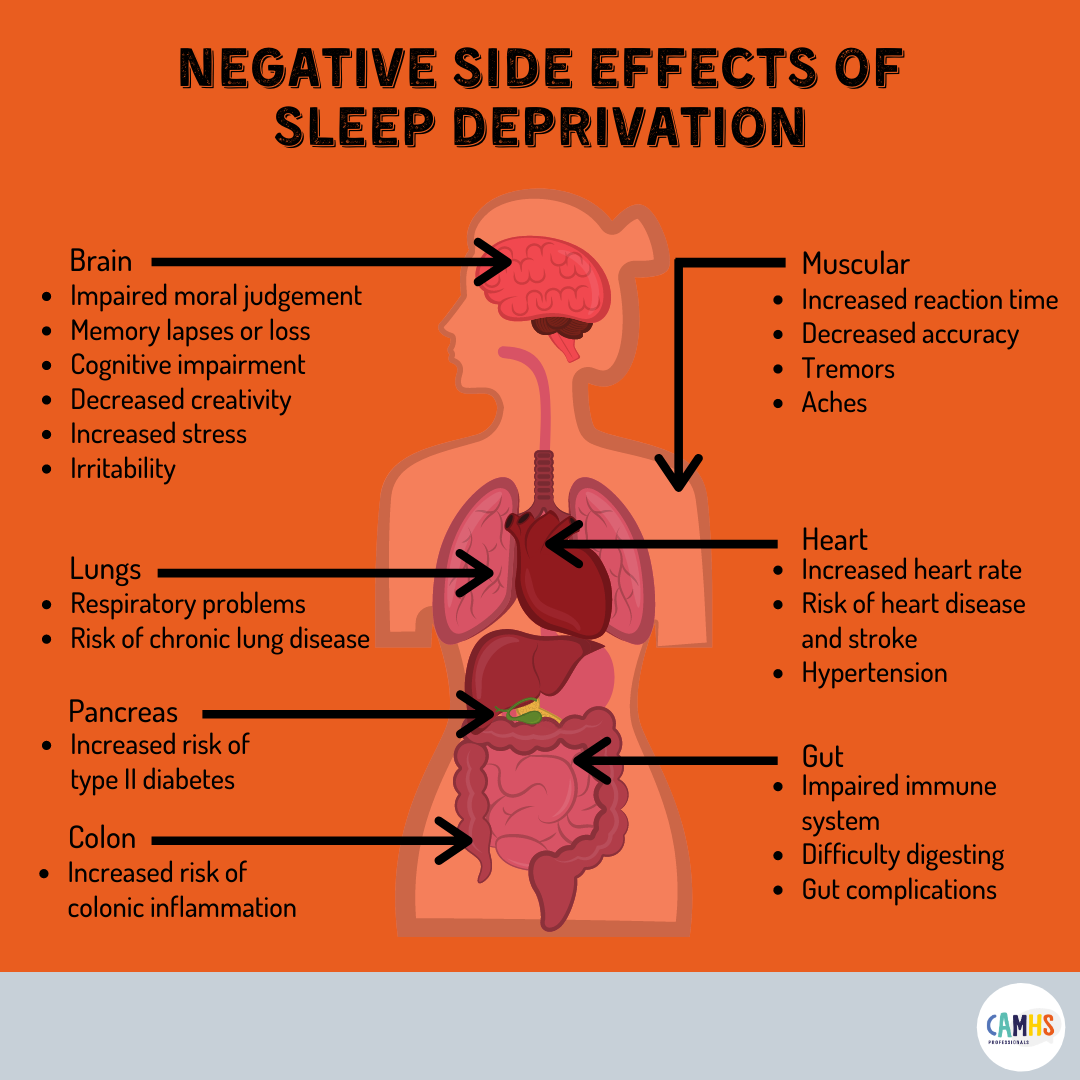 NEGATIVE SIDE EFFECTS OF
SLEEP DEPRIVATION
Brain
• Impaired moral judgement
• Memory lapses or loss
• Cognitive impairment
• Decreased creativity
• Increased stress
• Irritability
Lungs
• Respiratory problems
• Risk of chronic lung disease
Pancreas
• Increased risk of
type II diabetes
Colon
• Increased risk of
colonic inflammation
Muscular
• Increased reaction time
• Decreased accuracy
• Tremors
• Aches
Heart
• Increased heart rate
• Risk of heart disease
and stroke
• Hypertension
Gut
• Impaired immune
system
• Difficulty digesting
• Gut complications
CAMHS
PROFESSIONALS